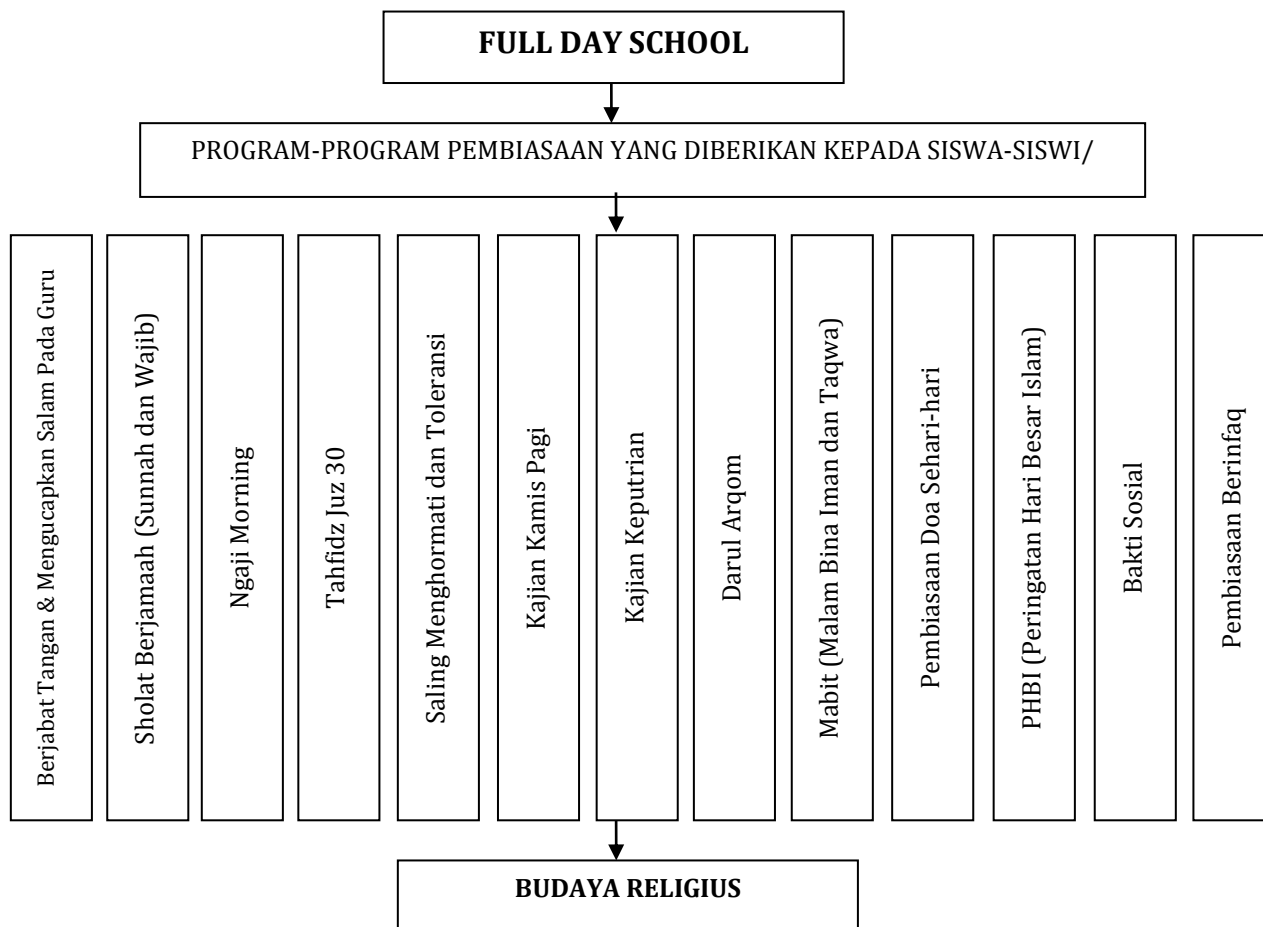 FULL DAY SCHOOL
PROGRAM-PROGRAM PEMBIASAAN YANG DIBERIKAN KEPADA SISWA-SISWI/
Berjabat Tangan & Mengucapkan Salam Pada Guru
Sholat Berjamaah (Sunnah dan Wajib)
Ngaji Morning
Tahfidz Juz 30
Saling Menghormati dan Toleransi
Kajian Kamis Pagi
Kajian Keputrian
Darul Arqom
Mabit (Malam Bina Iman dan Taqwa)
Pembiasaan Doa Sehari-hari
PHBI (Peringatan Hari Besar Islam)
Bakti Sosial
Pembiasaan Berinfaq
BUDAYA RELIGIUS